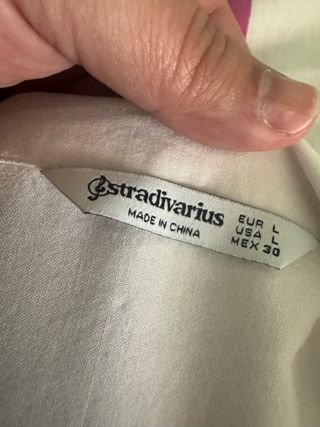 stradivarius
MADE IN CHINA
EUR L
USA L
MEX 30